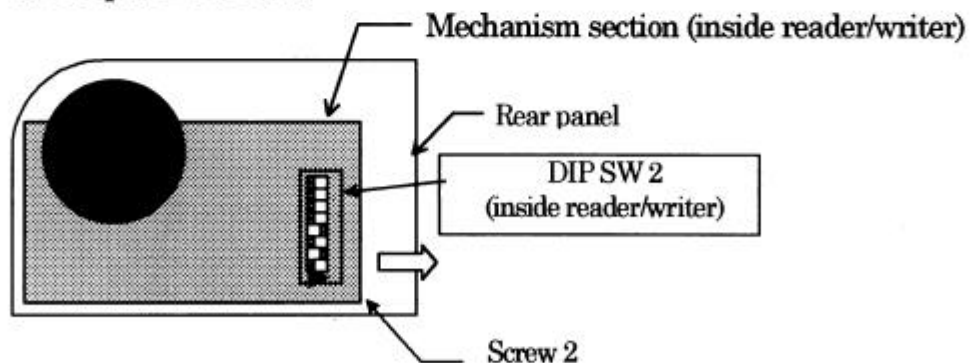 Mechanism section (inside reader/writer)
Rear panel
DIP SW 2
(inside reader/writer)
Screw 2